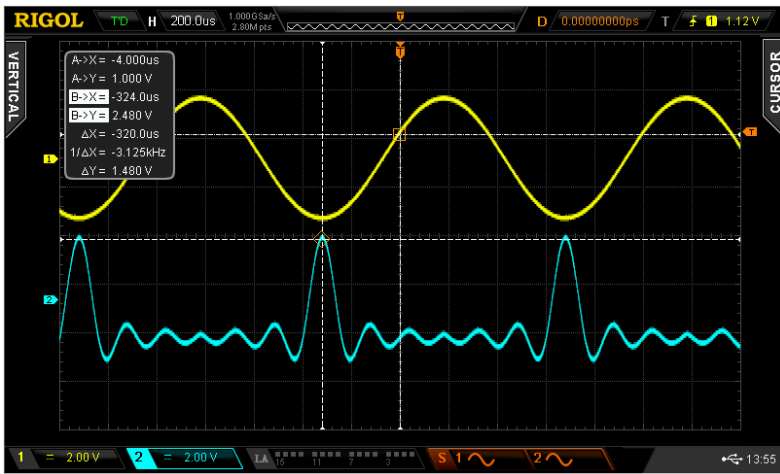 RIGOL T'D H 200.0us 1.000GSa/s 2.80M pts D 0.00000000ps T 1 1.12 V
VERTICAL
CURSOR
A->X = -4.000us
A->Y = 1.000 V
B->X = -324.0us
B->Y = 2.480 V
ΔX = -320.0us
1/ΔX = -3.125kHz
ΔY = 1.480 V
T
T
1
2
1 = 2.00 V 2 = 2.00 V LA 15 11 7 3 S 1 2 13:55